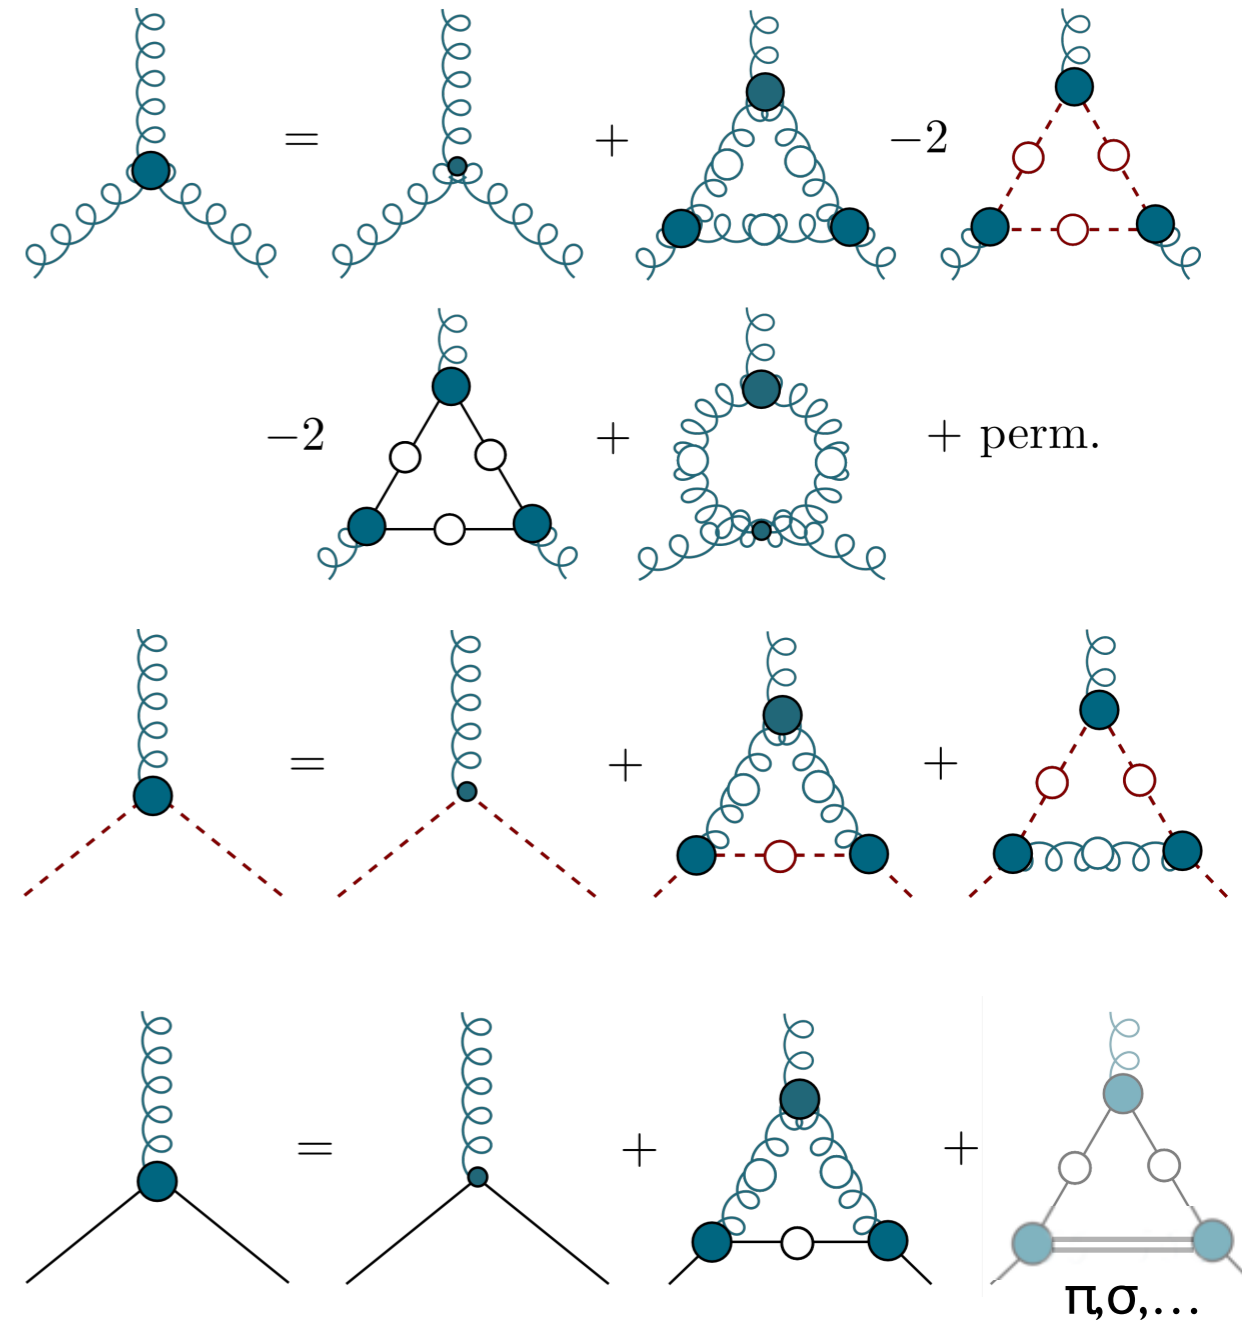 = + −2
−2 + + perm.
= + +
= + +
π,σ,…